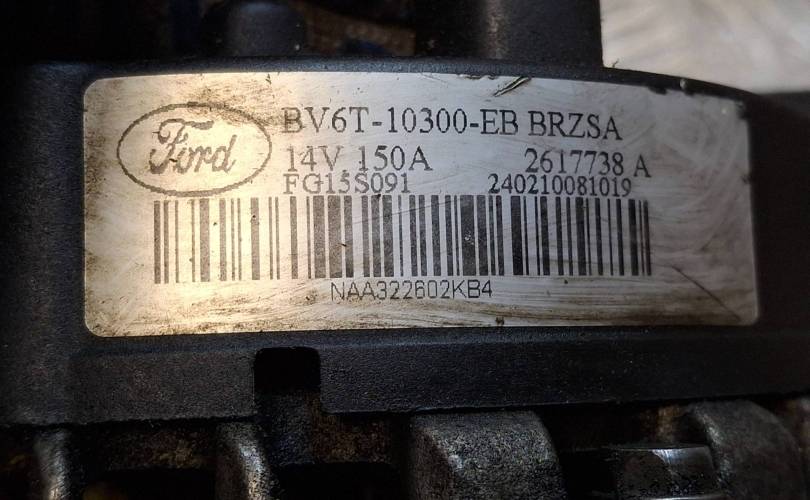 Ford
BV6T-10300-EB BRZSA
14V 150A 2617738 A
FG15S091 240210081019
NAA322602KB4